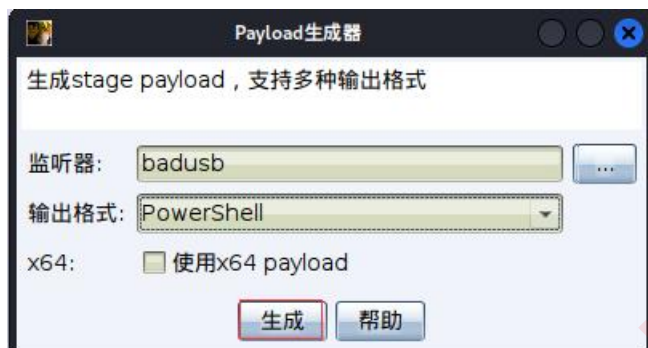 Payload生成器
生成stage payload，支持多种输出格式
监听器: badusb ...
输出格式: PowerShell
x64: 使用x64 payload
生成 帮助